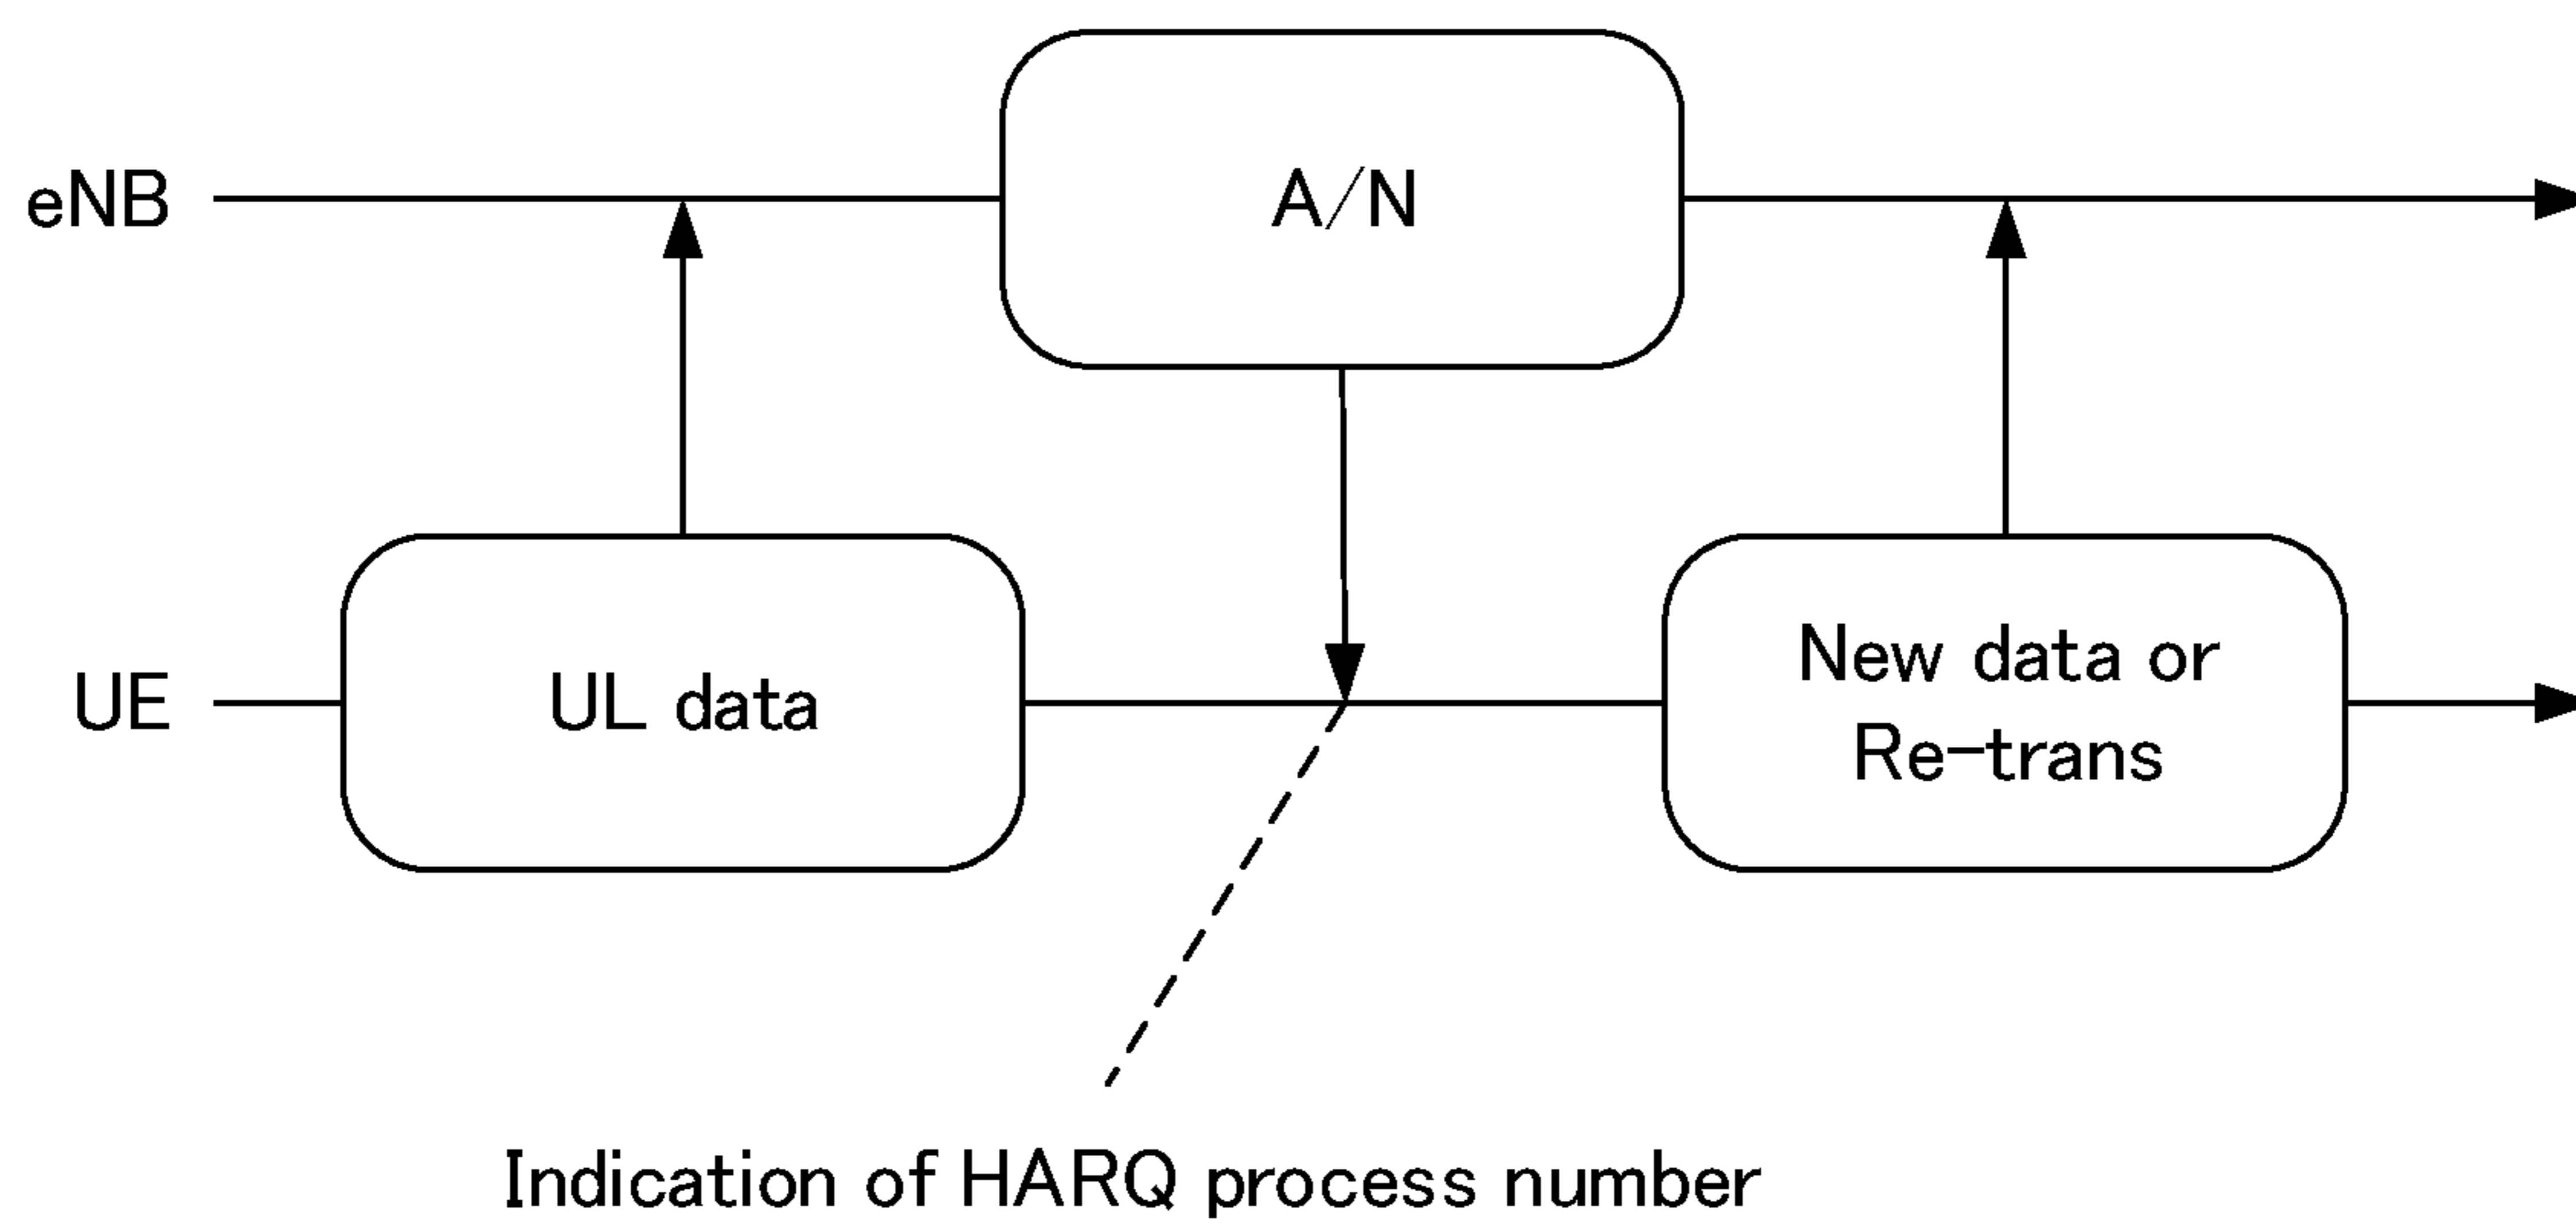 eNB
A/N
UE
UL data
New data or
Re-trans
Indication of HARQ process number